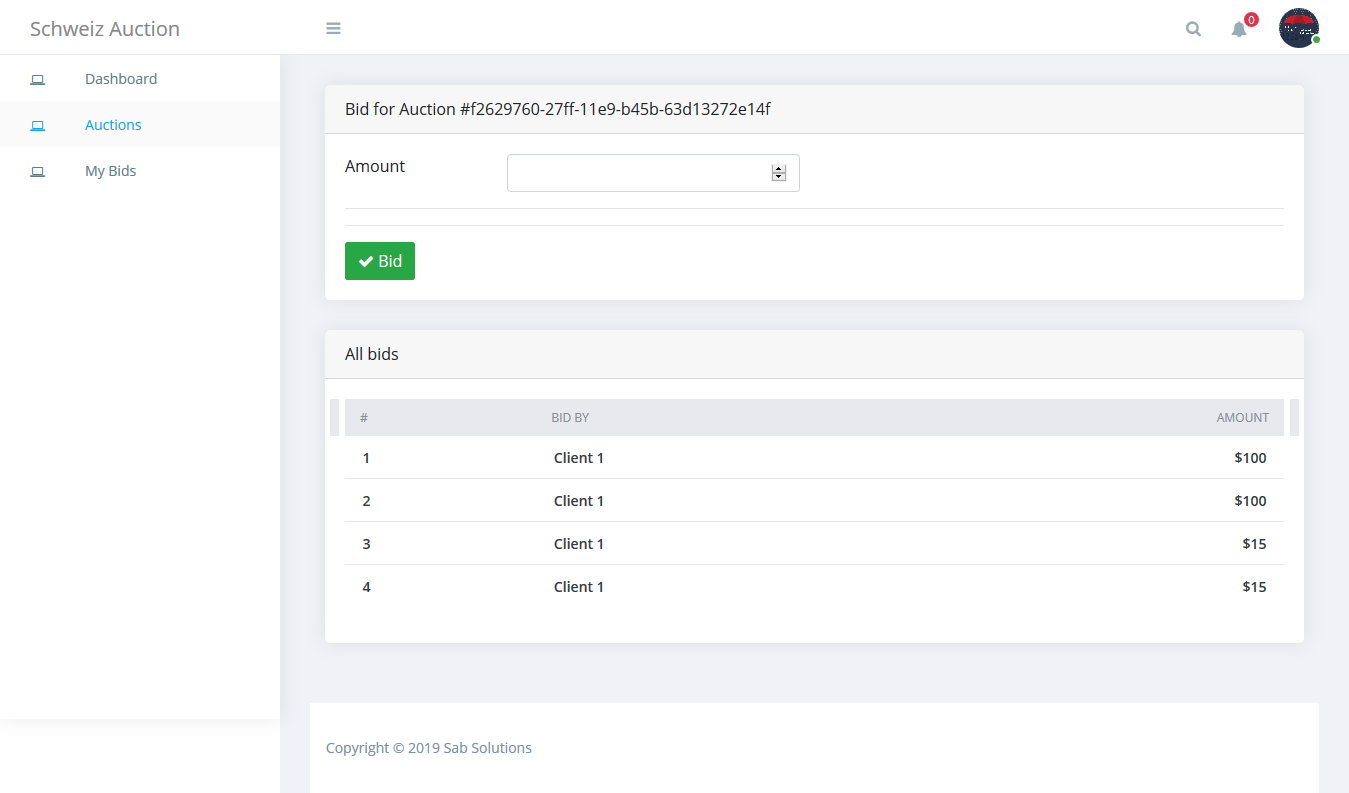 Schweiz Auction
0
Dashboard
Auctions
My Bids
Bid for Auction #f2629760-27ff-11e9-b45b-63d13272e14f
Amount
Bid
All bids
# BID BY AMOUNT
1 Client 1 $100
2 Client 1 $100
3 Client 1 $15
4 Client 1 $15
Copyright © 2019 Sab Solutions